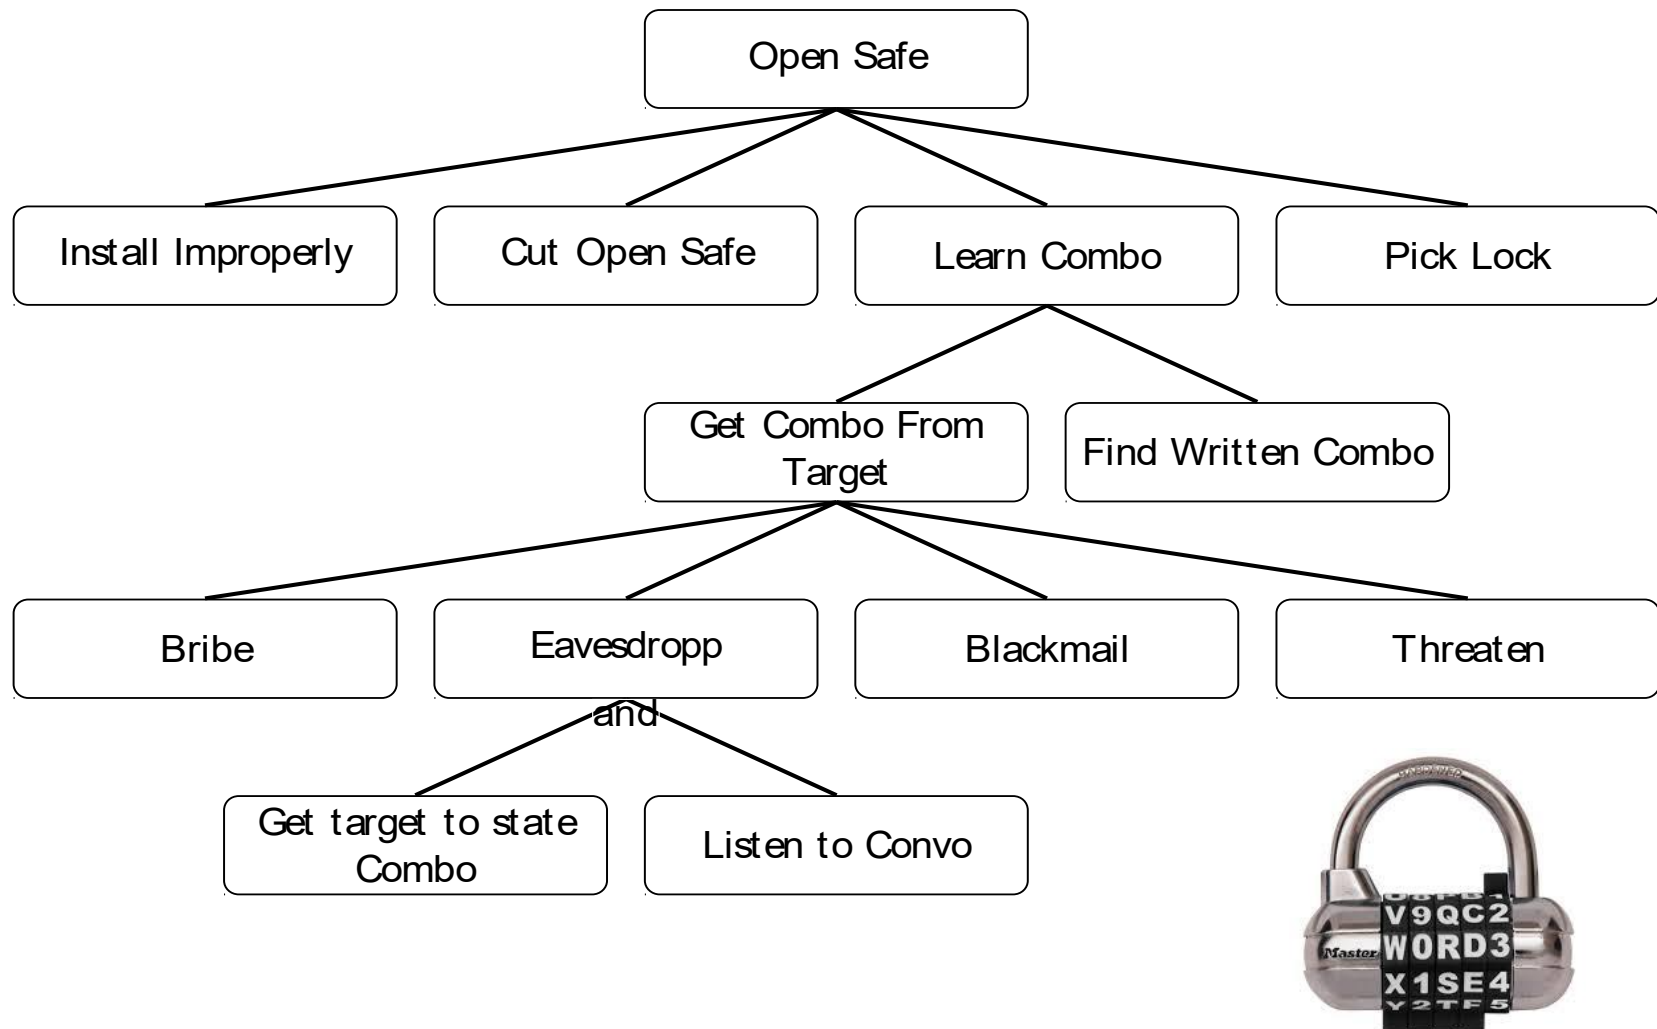 Open Safe
Install Improperly
Cut Open Safe
Learn Combo
Pick Lock
Get Combo From
Target
Find Written Combo
Bribe
Eavesdropp
Blackmail
Threaten
and
Get target to state
Combo
Listen to Convo
V9QC2
Master W0RD3
X1SE4